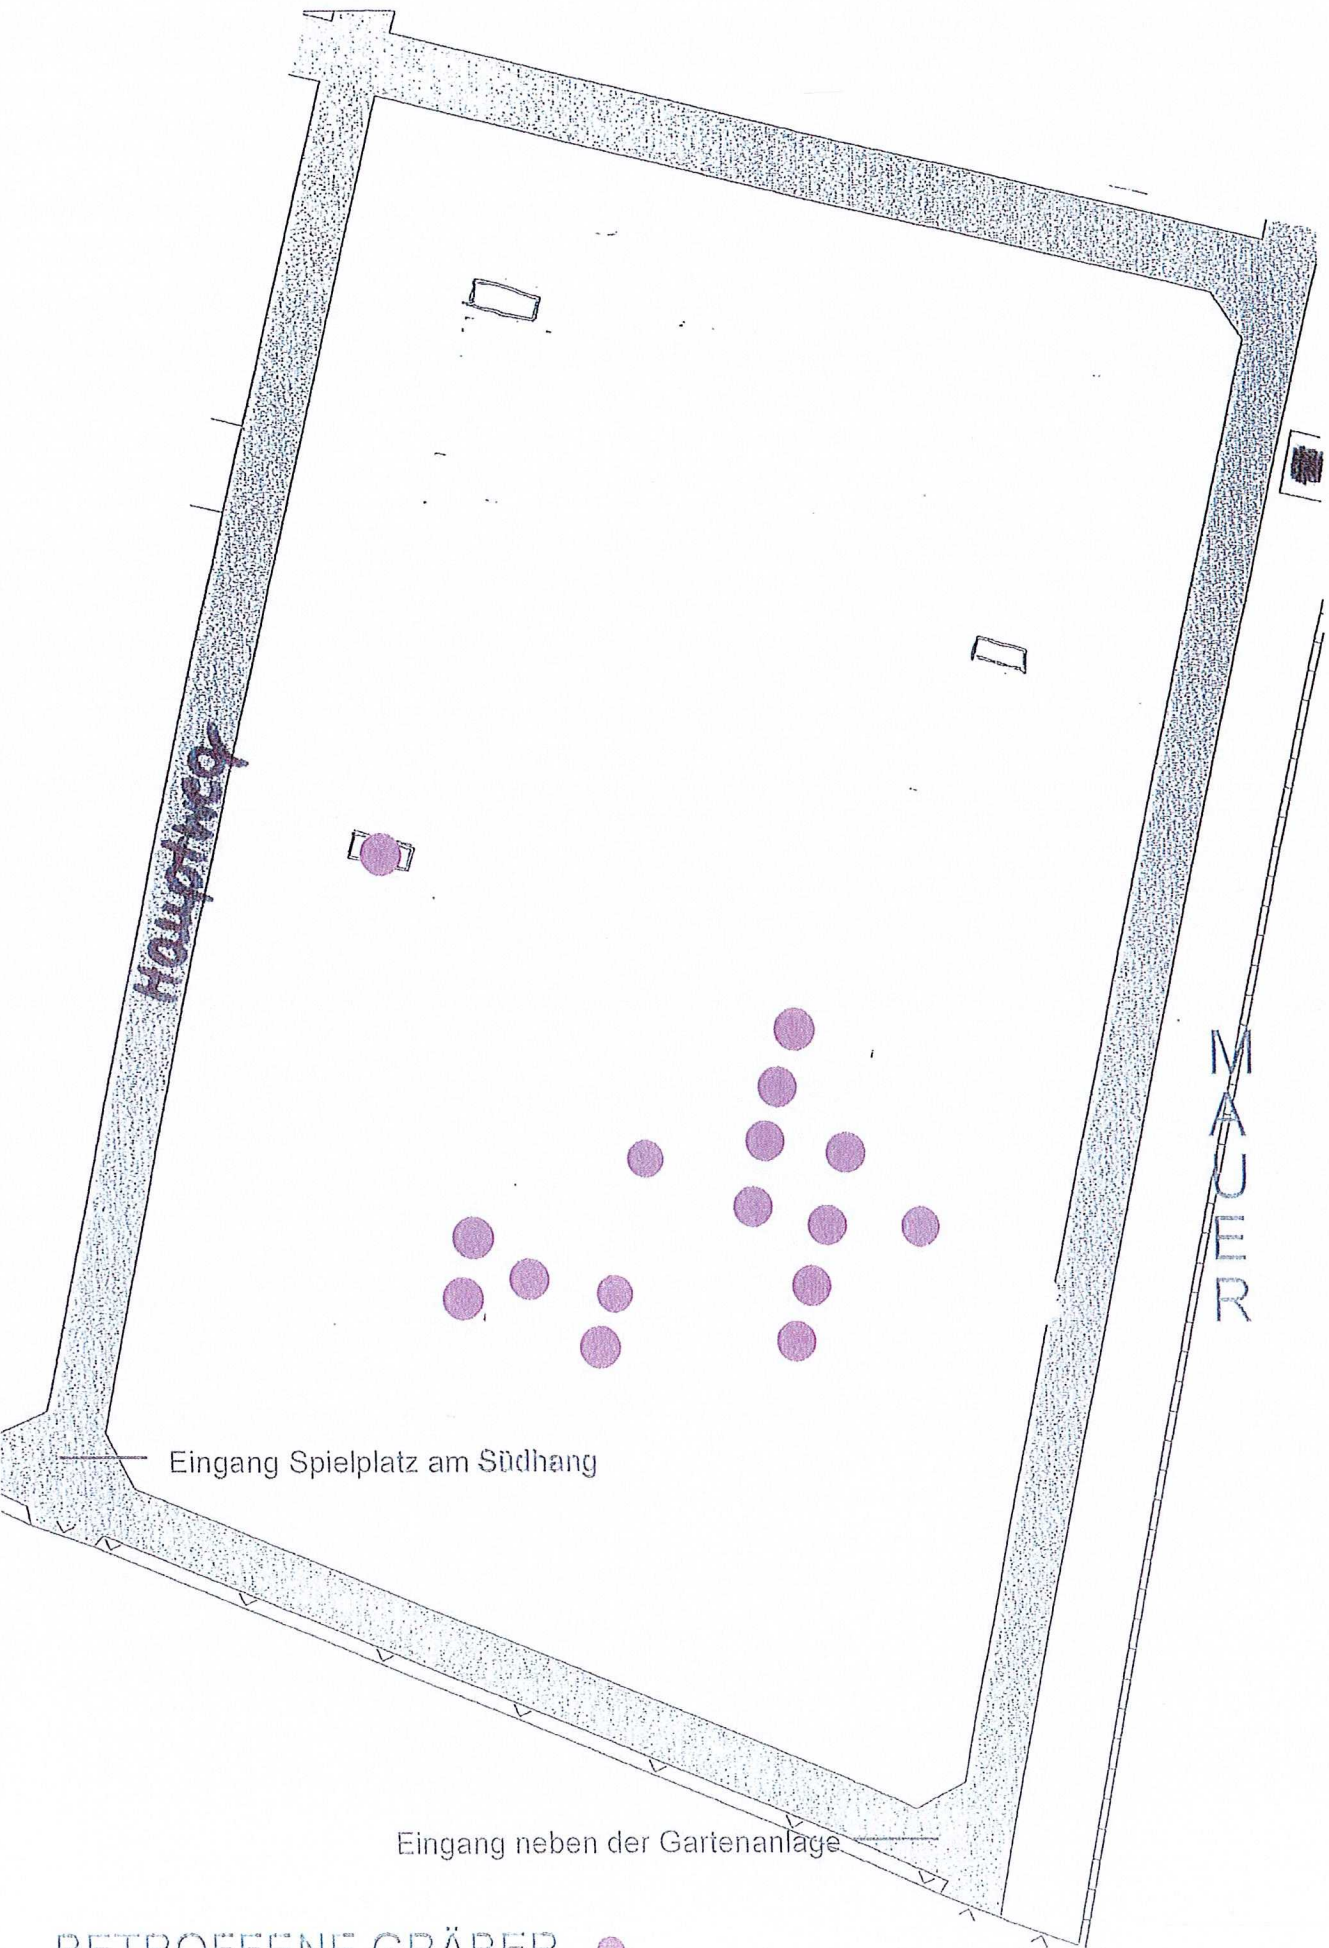 Hauptweg
MAUER
Eingang Spielplatz am Südhang
Eingang neben der Gartenanlage
BETROFFENE GRÄBER